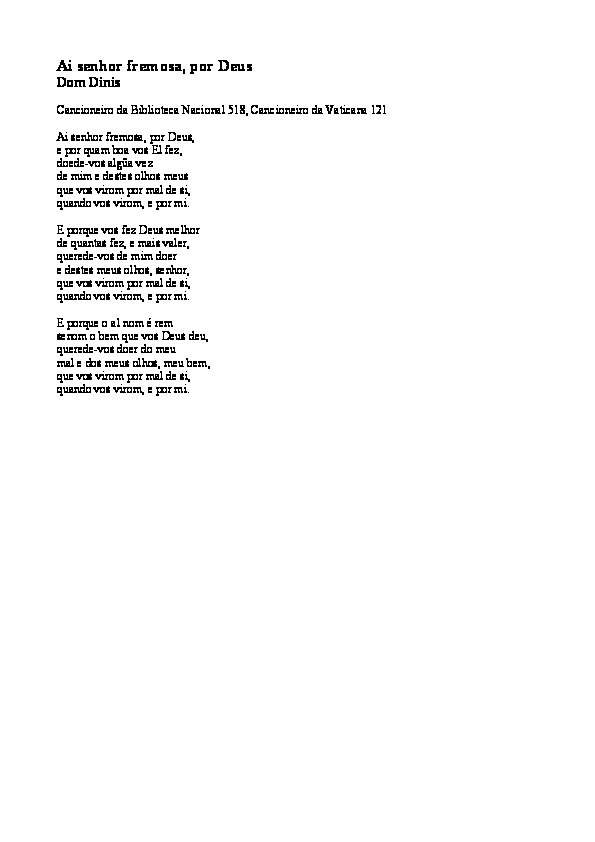 Ai senhor fremosa, por Deus
Dom Dinis
Cancioneiro da Biblioteca Nacional 518, Cancioneiro da Vaticana 121
Ai senhor fremosa, por Deus,
e por quam boa vos El fez,
doede-vos algũa vez
de mim e destes olhos meus
que vos virom por mal de si,
quando vos virom, e por mi.
E porque vos fez Deus melhor
de quantas fez, e mais valer,
querede-vos de mim doer
e destes meus olhos, senhor,
que vos virom por mal de si,
quando vos virom, e por mi.
E porque o al nom é rem
senom o bem que vos Deus deu,
querede-vos doer do meu
mal e dos meus olhos, meu bem,
que vos virom por mal de si,
quando vos virom, e por mi.